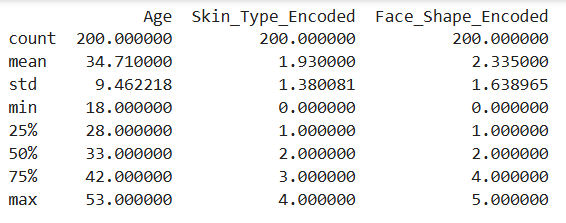 Age Skin_Type_Encoded Face_Shape_Encoded
count 200.000000 200.000000 200.000000
mean 34.710000 1.930000 2.335000
std 9.462218 1.380081 1.638965
min 18.000000 0.000000 0.000000
25% 28.000000 1.000000 1.000000
50% 33.000000 2.000000 2.000000
75% 42.000000 3.000000 4.000000
max 53.000000 4.000000 5.000000